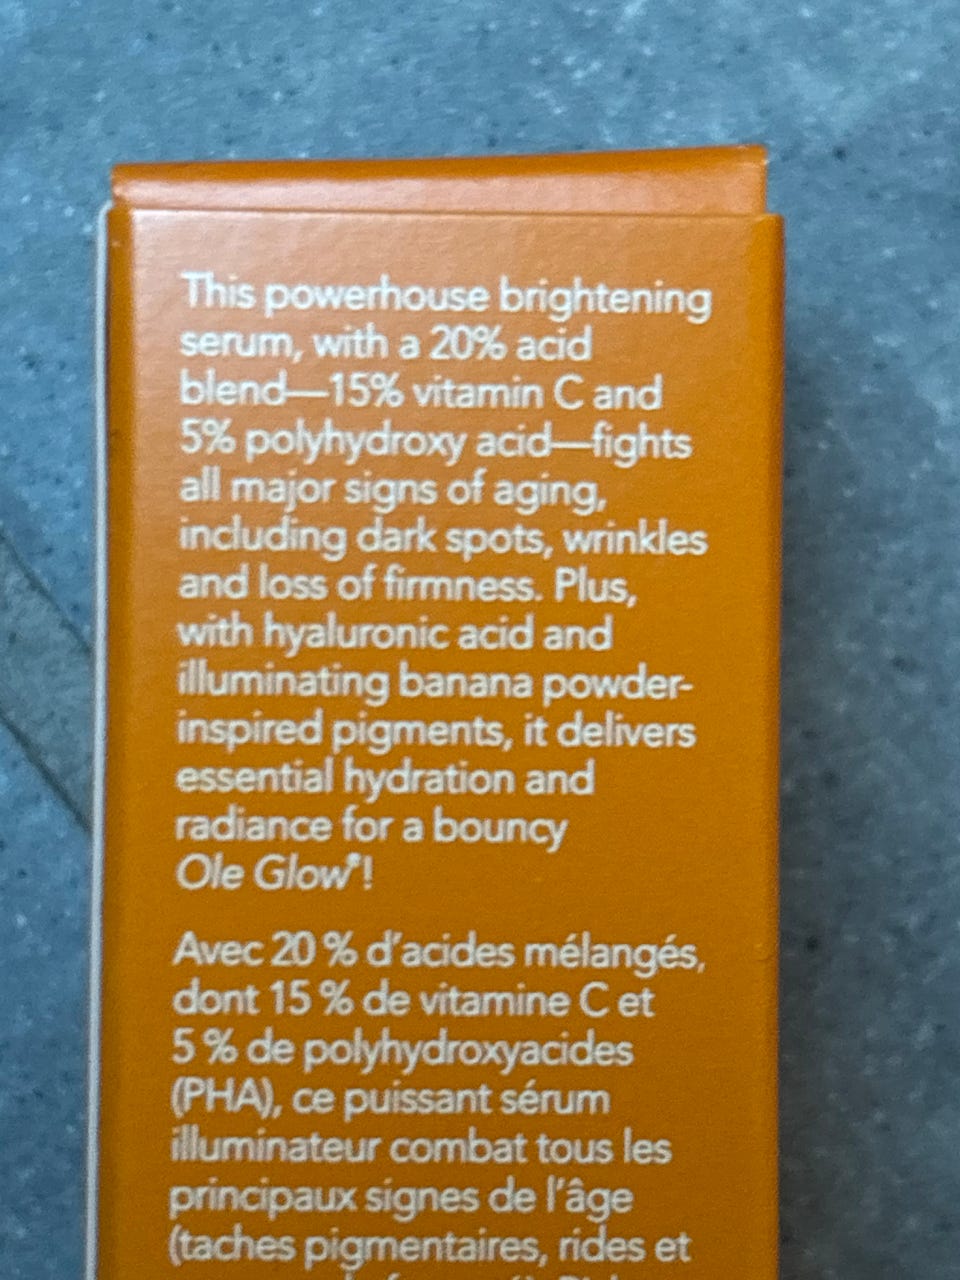 This powerhouse brightening
serum, with a 20% acid
blend—15% vitamin C and
5% polyhydroxy acid—fights
all major signs of aging,
including dark spots, wrinkles
and loss of firmness. Plus,
with hyaluronic acid and
illuminating banana powder-
inspired pigments, it delivers
essential hydration and
radiance for a bouncy
Ole Glow®!
Avec 20 % d'acides mélangés,
dont 15 % de vitamine C et
5 % de polyhydroxyacides
(PHA), ce puissant sérum
illuminateur combat tous les
principaux signes de l'âge
(taches pigmentaires, rides et